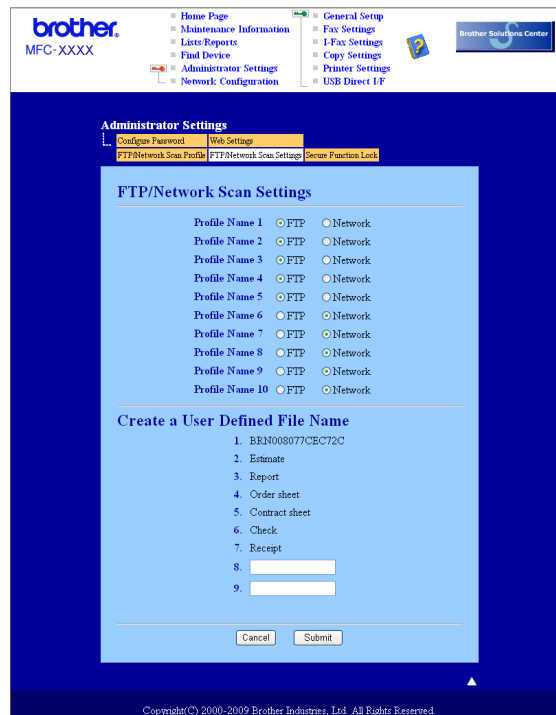 brother.
MFC-XXXX
Home Page
Maintenance Information
Lists/Reports
Find Device
Administrator Settings
Network Configuration
General Setup
Fax Settings
I-Fax Settings
Copy Settings
Printer Settings
USB Direct I/F
?
Brother Solutions Center
Administrator Settings
Configure Password
Web Settings
FTP/Network Scan Profile
FTP/Network Scan Settings
Secure Function Lock
FTP/Network Scan Settings
Profile Name 1 FTP Network
Profile Name 2 FTP Network
Profile Name 3 FTP Network
Profile Name 4 FTP Network
Profile Name 5 FTP Network
Profile Name 6 FTP Network
Profile Name 7 FTP Network
Profile Name 8 FTP Network
Profile Name 9 FTP Network
Profile Name 10 FTP Network
Create a User Defined File Name
1. BRN008077CEC72C
2. Estimate
3. Report
4. Order sheet
5. Contract sheet
6. Check
7. Receipt
8.
9.
Cancel Submit
Copyright(C) 2000-2009 Brother Industries, Ltd. All Rights Reserved.